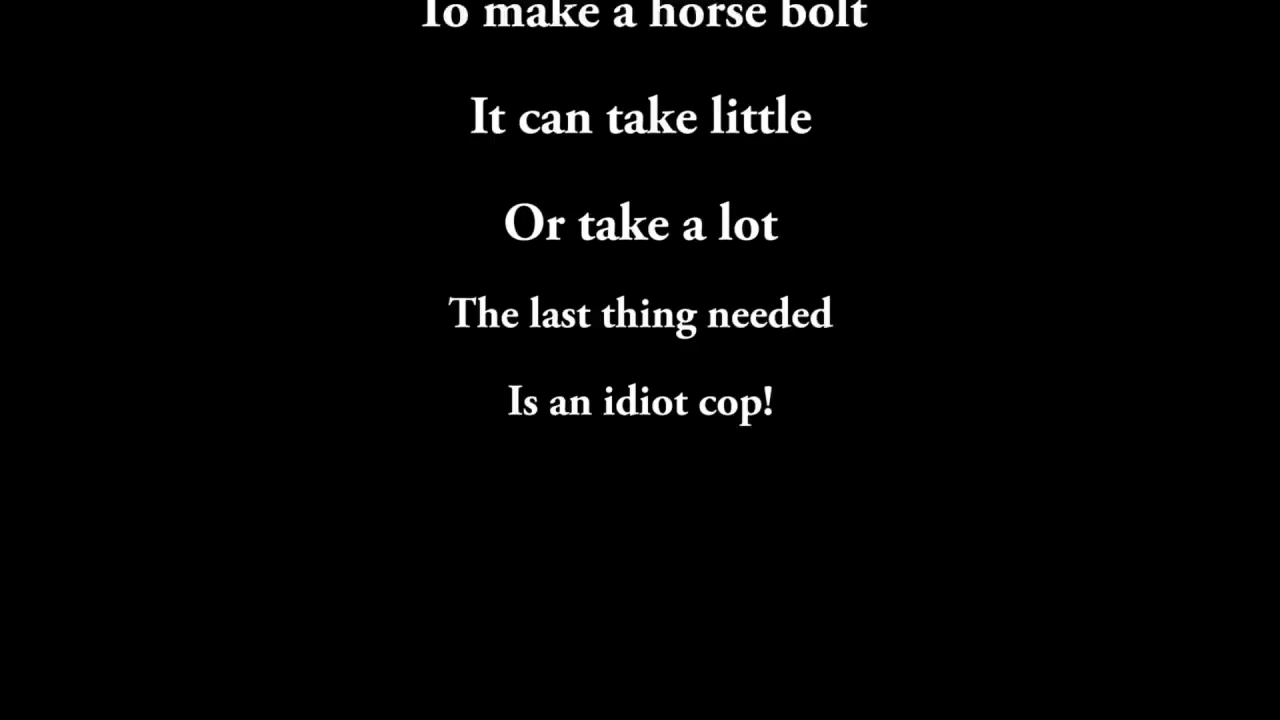 To make a horse bolt
It can take little
Or take a lot
The last thing needed
Is an idiot cop!